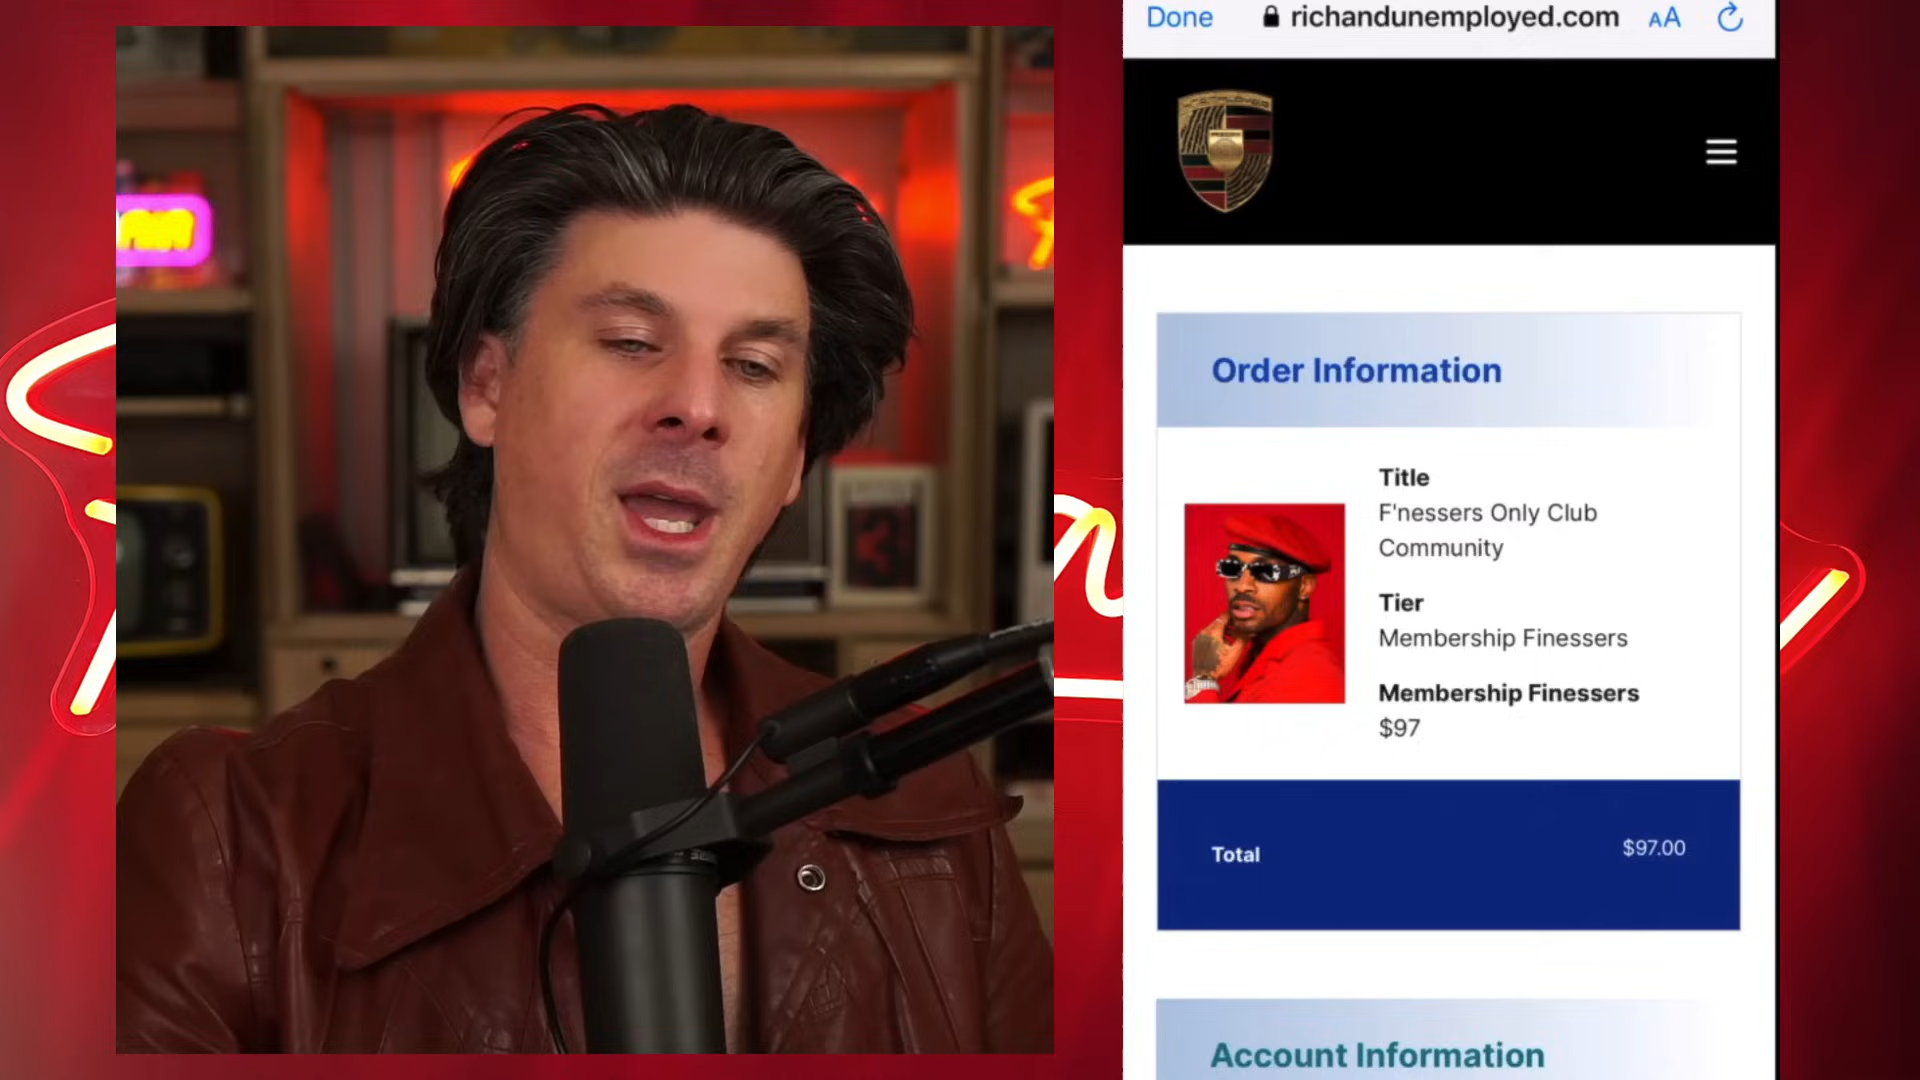 Done
richandunemployed.com
AA
Order Information
Title
F'nessers Only Club
Community
Tier
Membership Finessers
Membership Finessers
$97
Total
$97.00
Account Information